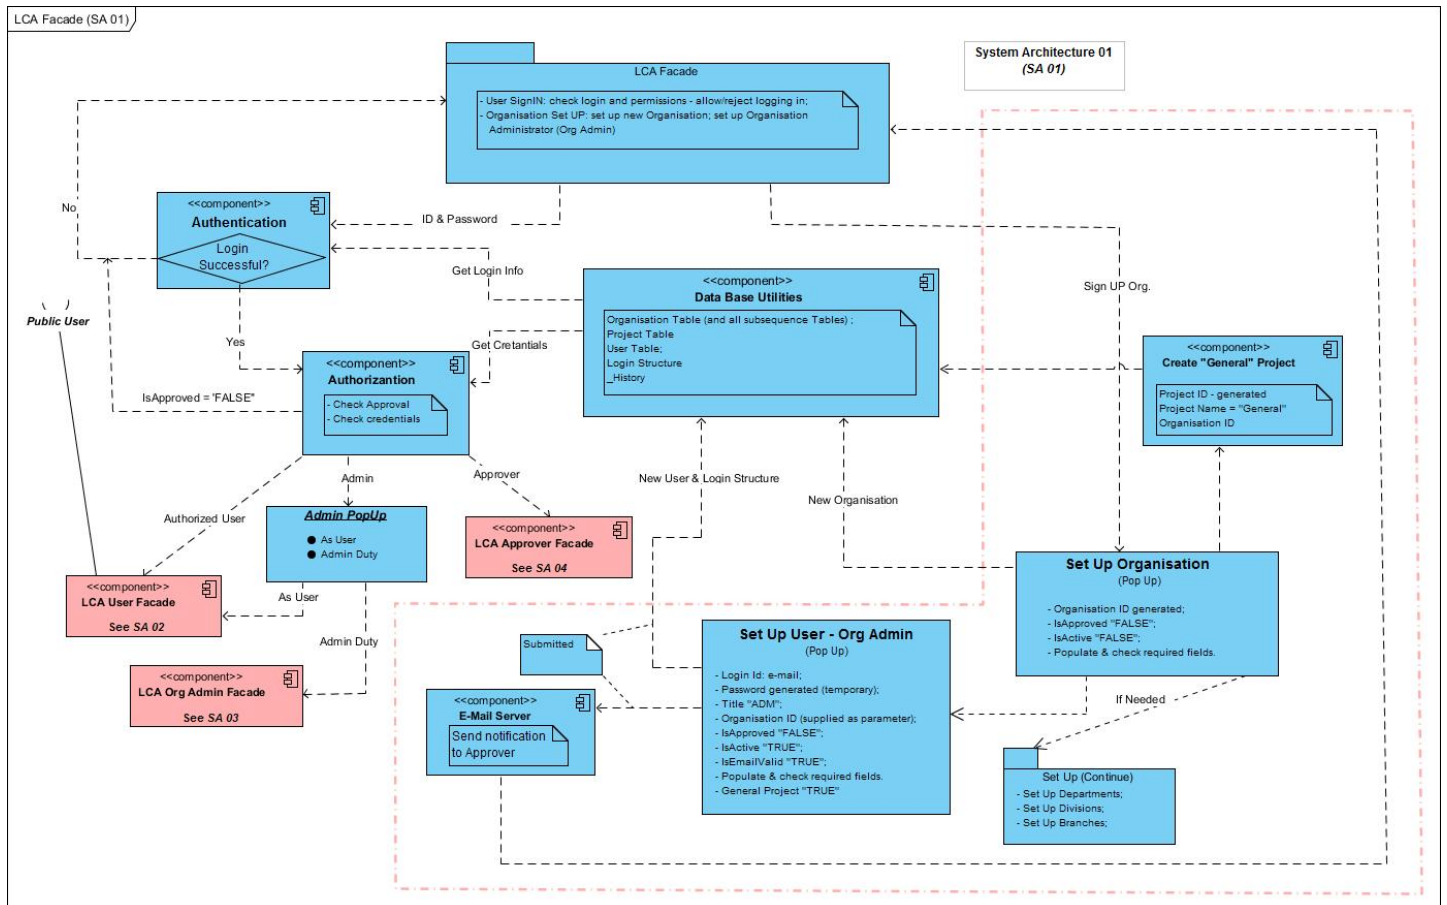 LCA Facade (SA 01)
System Architecture 01
(SA 01)
LCA Facade
- User SignIN: check login and permissions - allow/reject logging in;
- Organisation Set UP: set up new Organisation; set up Organisation
Administrator (Org Admin)
No
<<component>>
Authentication
Login
Successful?
ID & Password
Get Login Info
<<component>>
Data Base Utilities
Organisation Table (and all subsequence Tables) ;
Project Table
User Table;
Login Structure
_History
Sign UP Org.
Public User
Yes
Get Cretantials
<<component>>
Authorizantion
- Check Approval
- Check credentials
IsApproved = 'FALSE"
<<component>>
Create "General" Project
Project ID - generated
Project Name = "General"
Organisation ID
Admin
Approver
New User & Login Structure
New Organisation
Authorized User
Admin PopUp
As User
Admin Duty
<<component>>
LCA Approver Facade
See SA 04
Set Up Organisation
(Pop Up)
- Organisation ID generated;
- IsApproved "FALSE";
- IsActive "FALSE";
- Populate & check required fields.
<<component>>
LCA User Facade
See SA 02
As User
Admin Duty
<<component>>
LCA Org Admin Facade
See SA 03
Submitted
Set Up User - Org Admin
(Pop Up)
- Login Id: e-mail;
- Password generated (temporary);
- Title "ADM";
- Organisation ID (supplied as parameter);
- IsApproved "FALSE";
- IsActive "TRUE";
- IsEmailValid "TRUE";
- Populate & check required fields.
- General Project "TRUE"
<<component>>
E-Mail Server
Send notification
to Approver
If Needed
Set Up (Continue)
- Set Up Departments;
- Set Up Divisions;
- Set Up Branches;